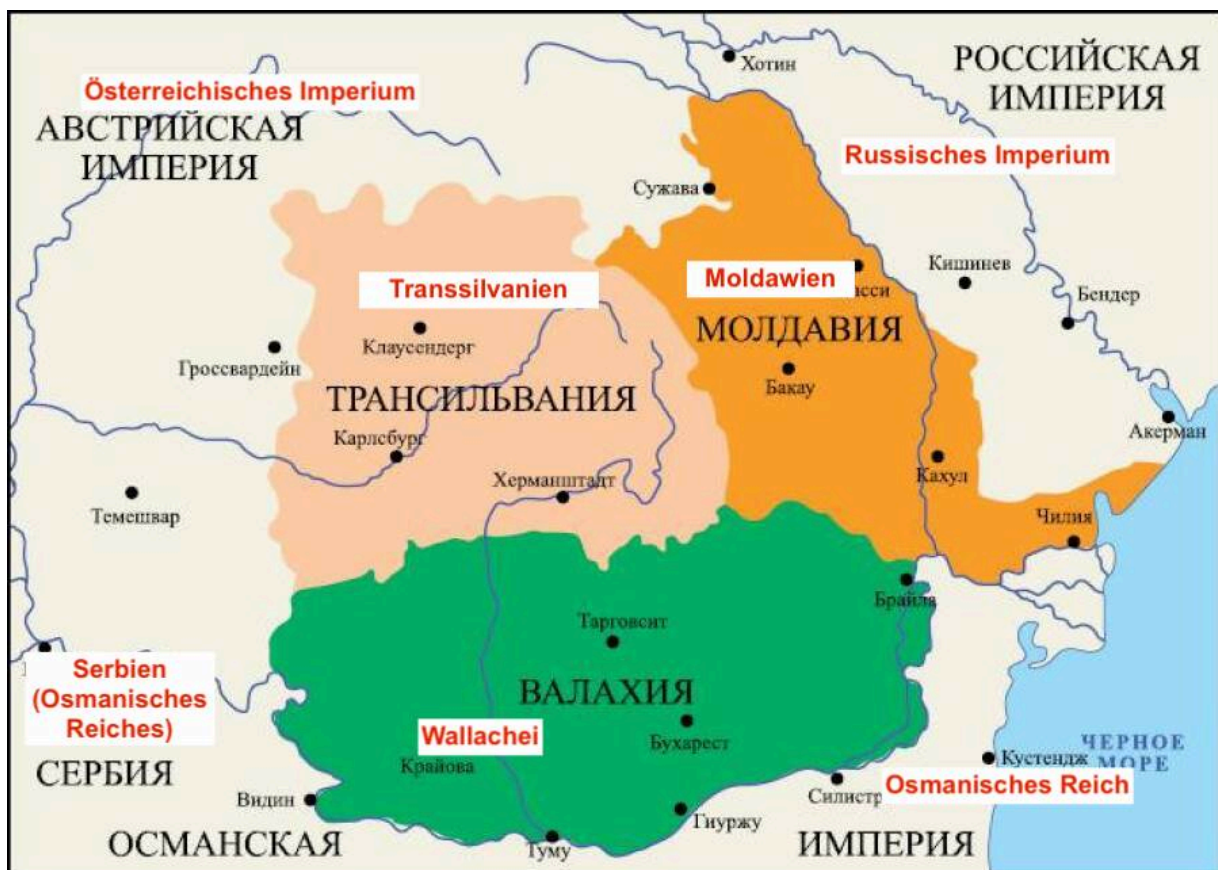 Хотин
РОССИЙСКАЯ
ИМПЕРИЯ
Österreichisches Imperium
АВСТРИЙСКАЯ
ИМПЕРИЯ
Russisches Imperium
Сужава
Transsilvanien
Moldawien
Кишинев
Бендер
Клаусендерг
МОЛДАВИЯ
Гроссвардейн
Бакау
ТРАНСИЛЬВАНИЯ
Карлсбург
Акерман
Херманштадт
Кахул
Темешвар
Чилия
Брайла
Тарговсит
Serbien
(Osmanisches
Reiches)
ВАЛАХИЯ
Wallachei
Бухарест
Крайова
ЧЕРНОЕ
МОРЕ
Кустендж
СЕРБИЯ
Osmanisches Reich
Видин
Гиуржу
ОСМАНСКАЯ
ИМПЕРИЯ
Туму